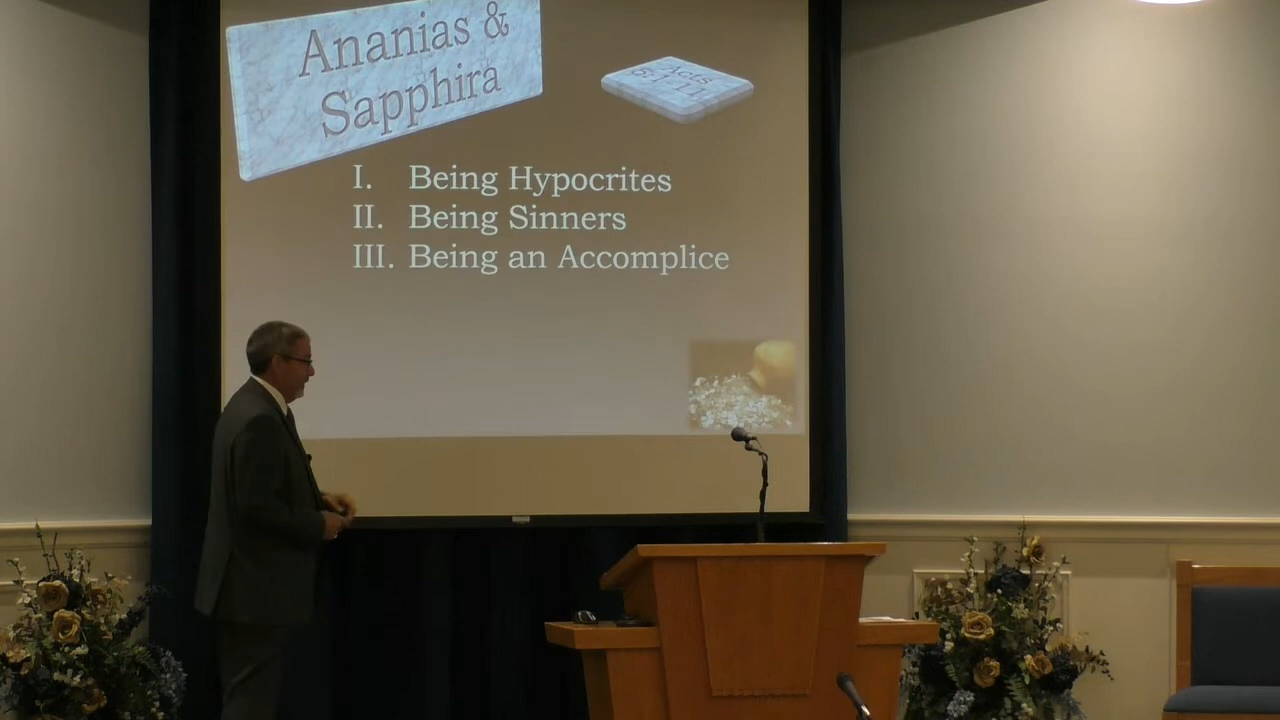 Ananias &
Sapphira
Acts
5:1-11
I. Being Hypocrites
II. Being Sinners
III. Being an Accomplice